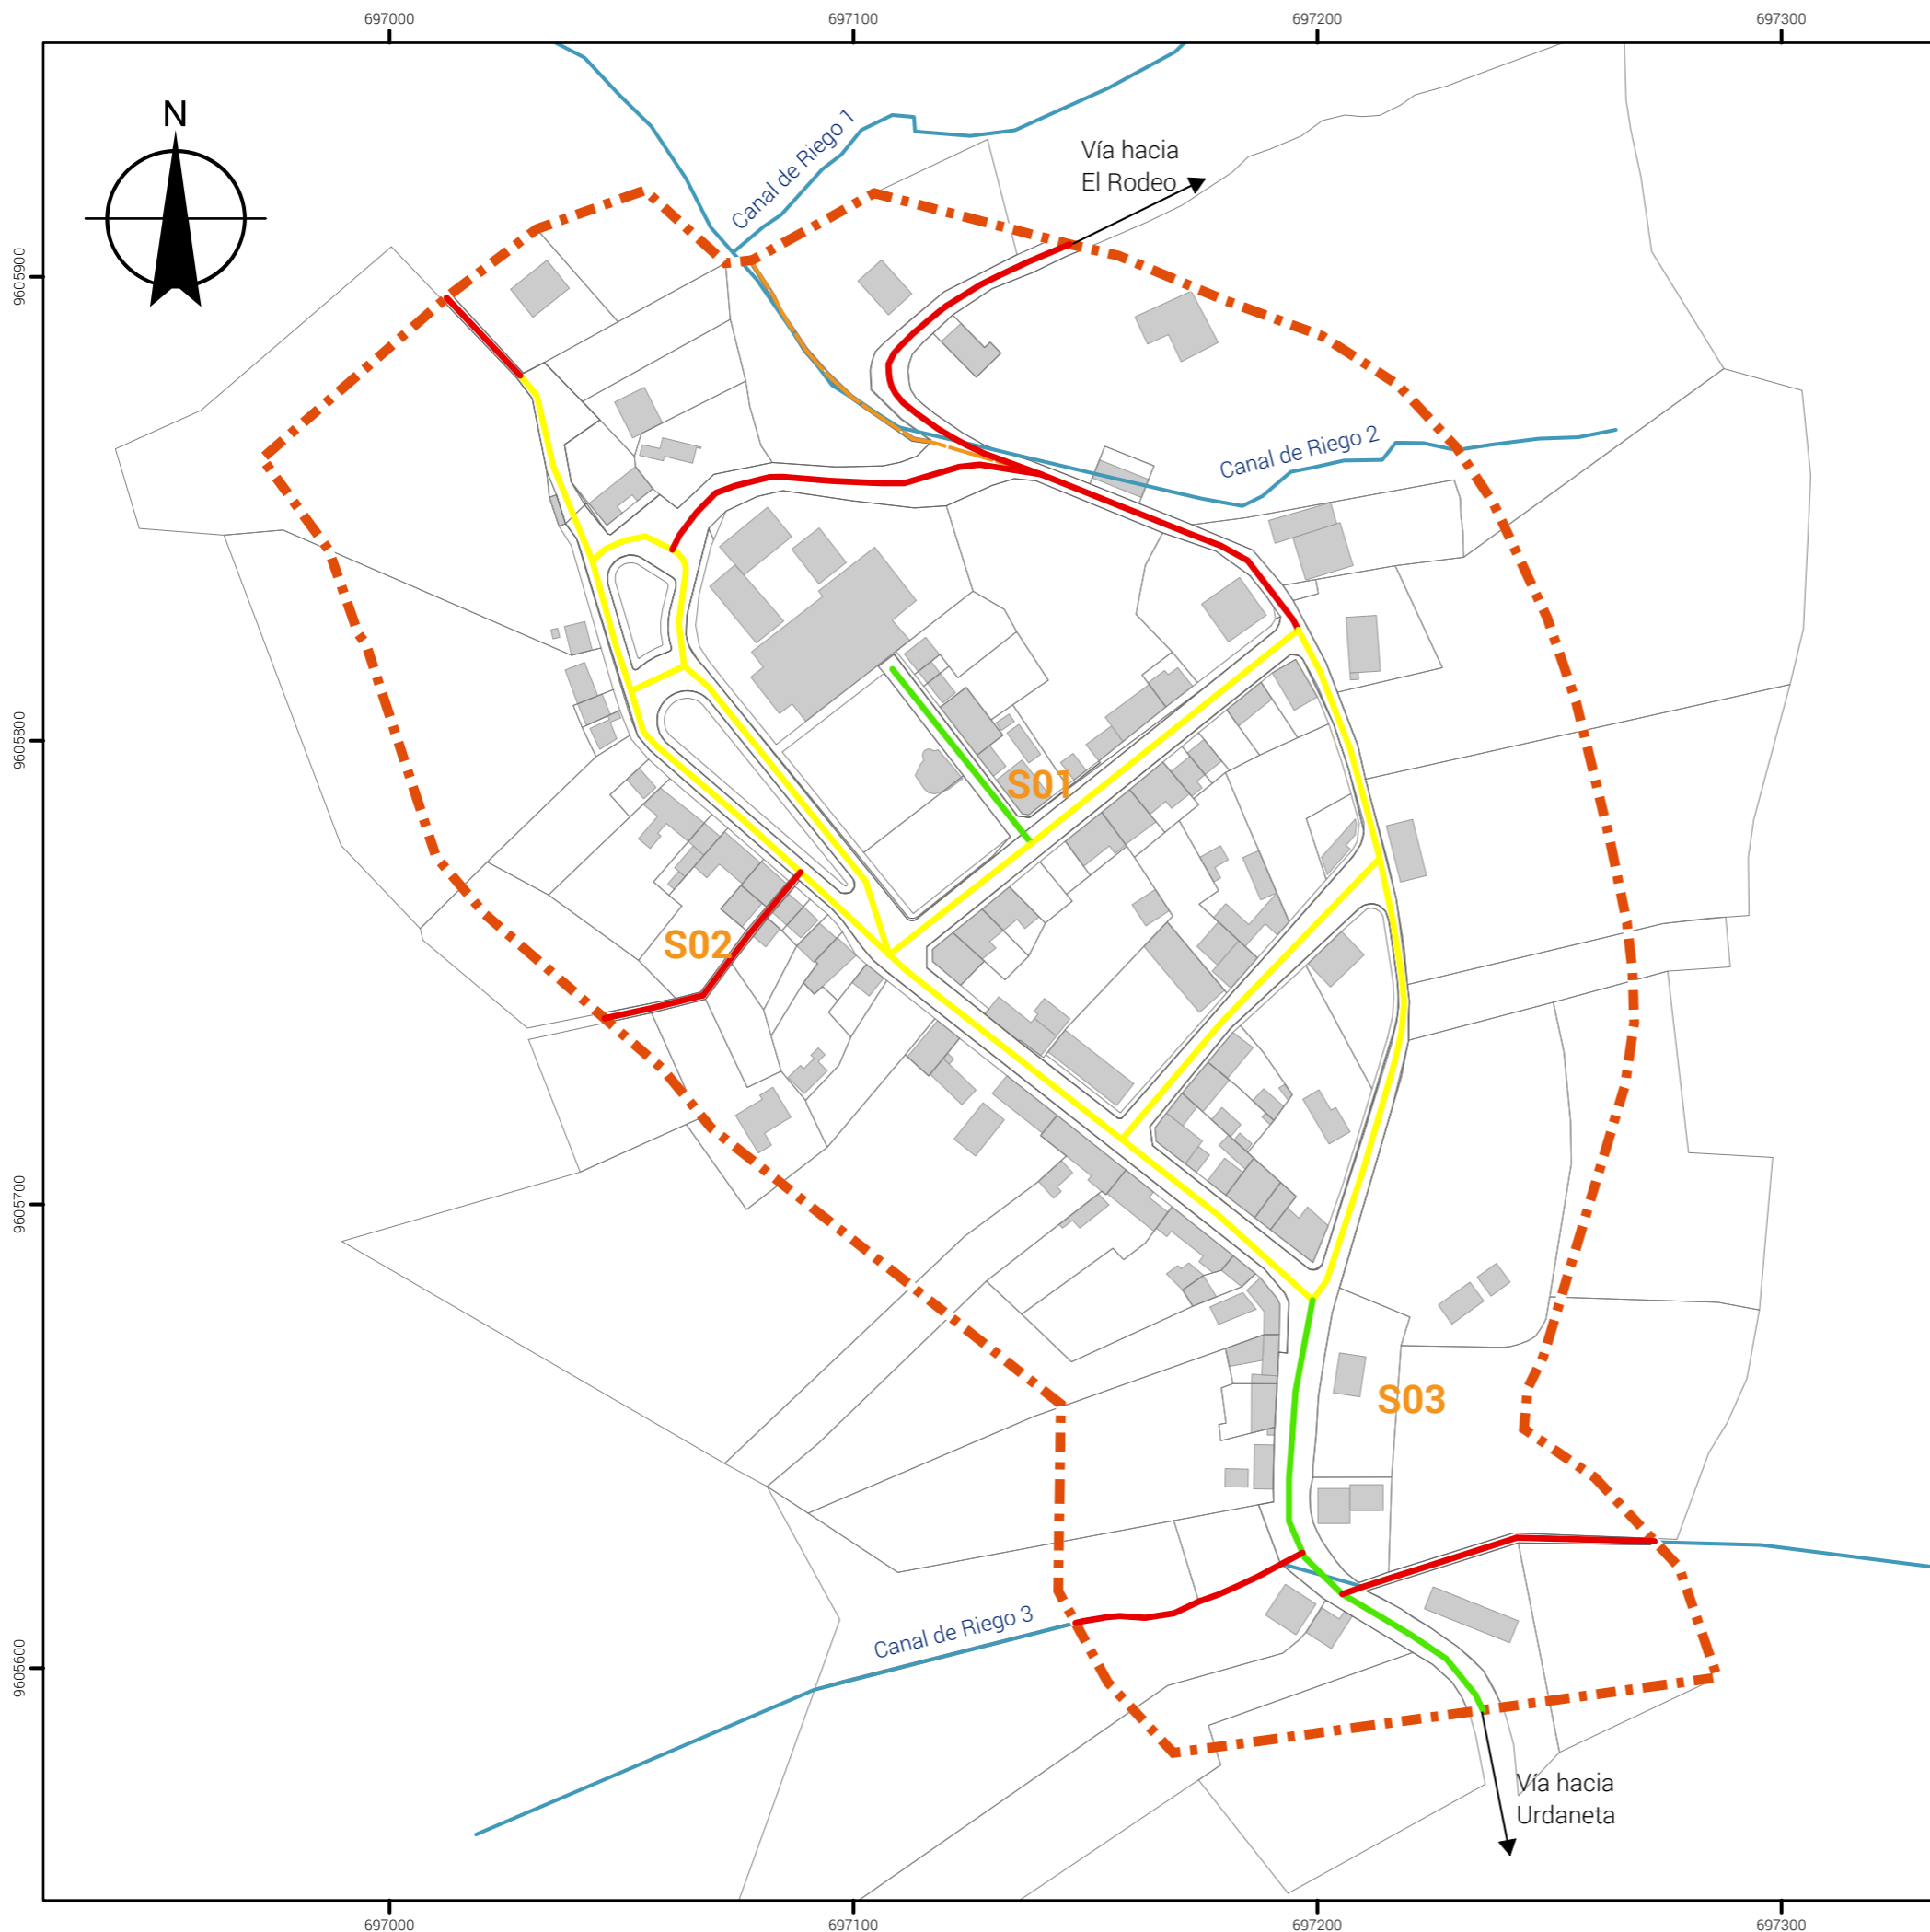 697000
697100
697200
697300
N
Canal de Riego 1
Vía hacia
El Rodeo
9605900
Canal de Riego 2
9605800
S01
S02
9605700
S03
Canal de Riego 3
9605600
Vía hacia
Urdaneta
697000
697100
697200
697300